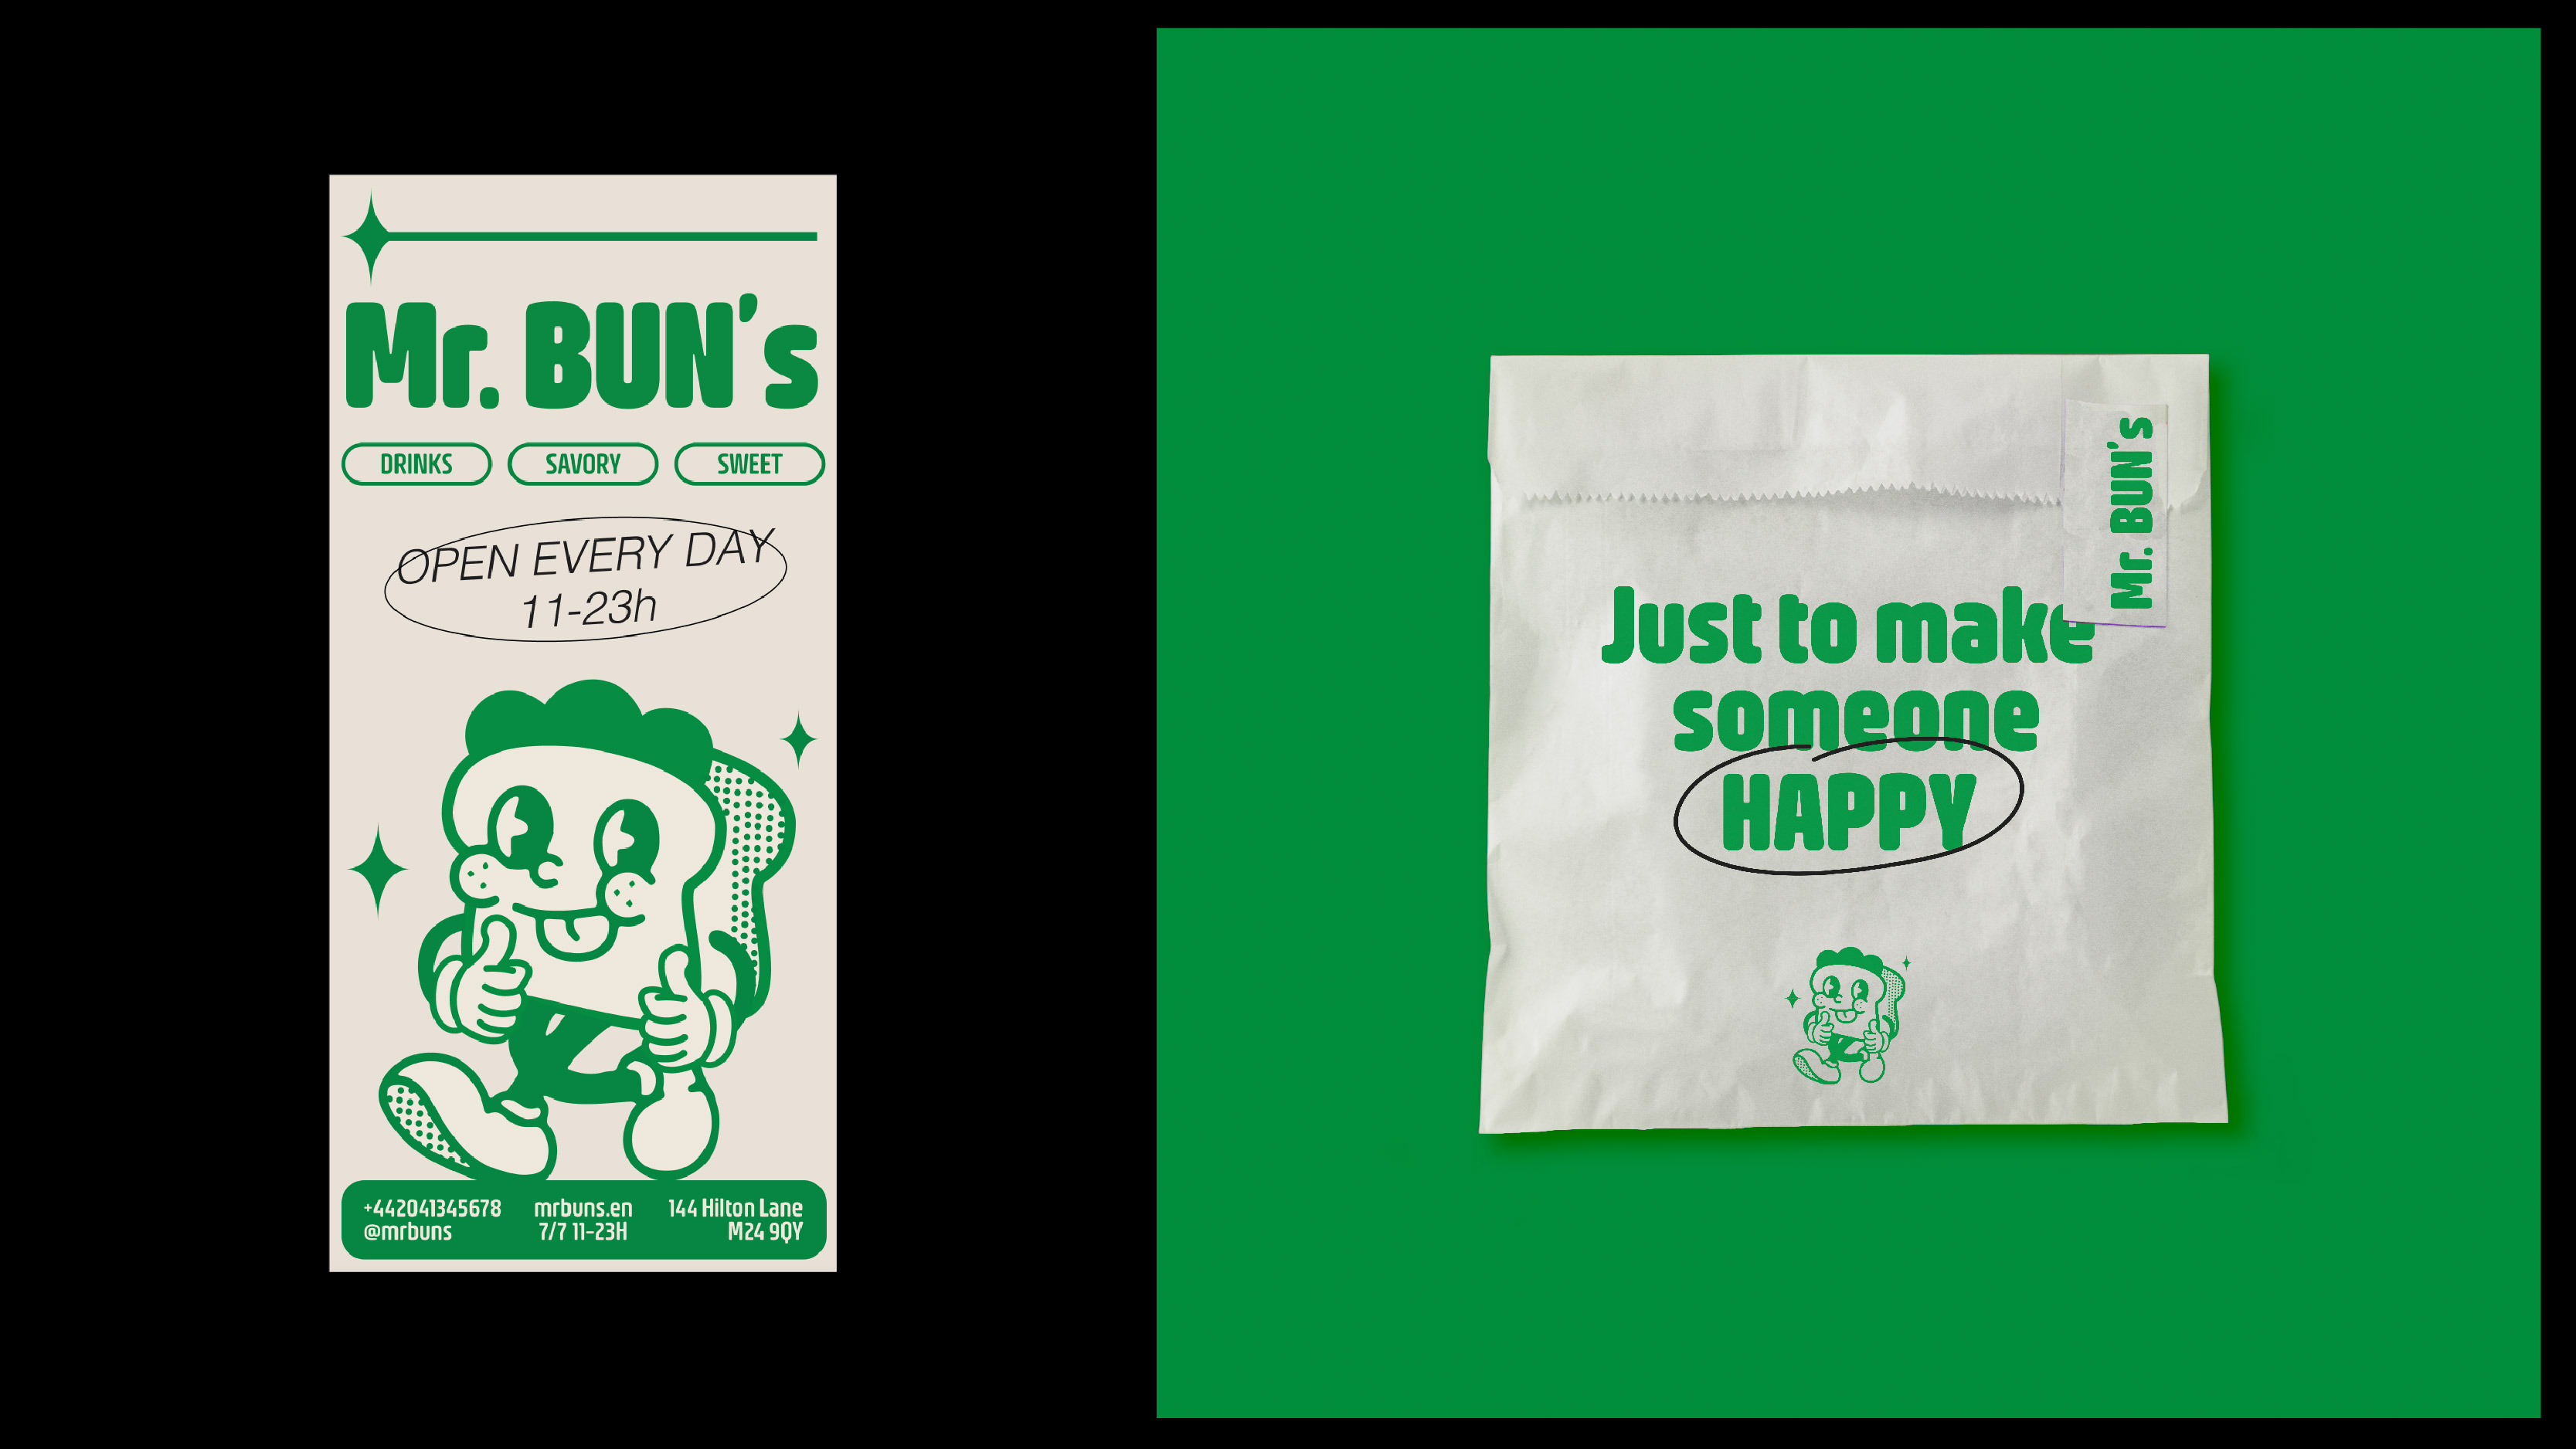 Mr. BUN's
DRINKS SAVORY SWEET
OPEN EVERY DAY
11-23h
+442041345678 mrbuns.en 144 Hilton Lane
@mrbuns 7/7 11-23H M24 9QY
Mr. BUN's
Just to make
someone
HAPPY